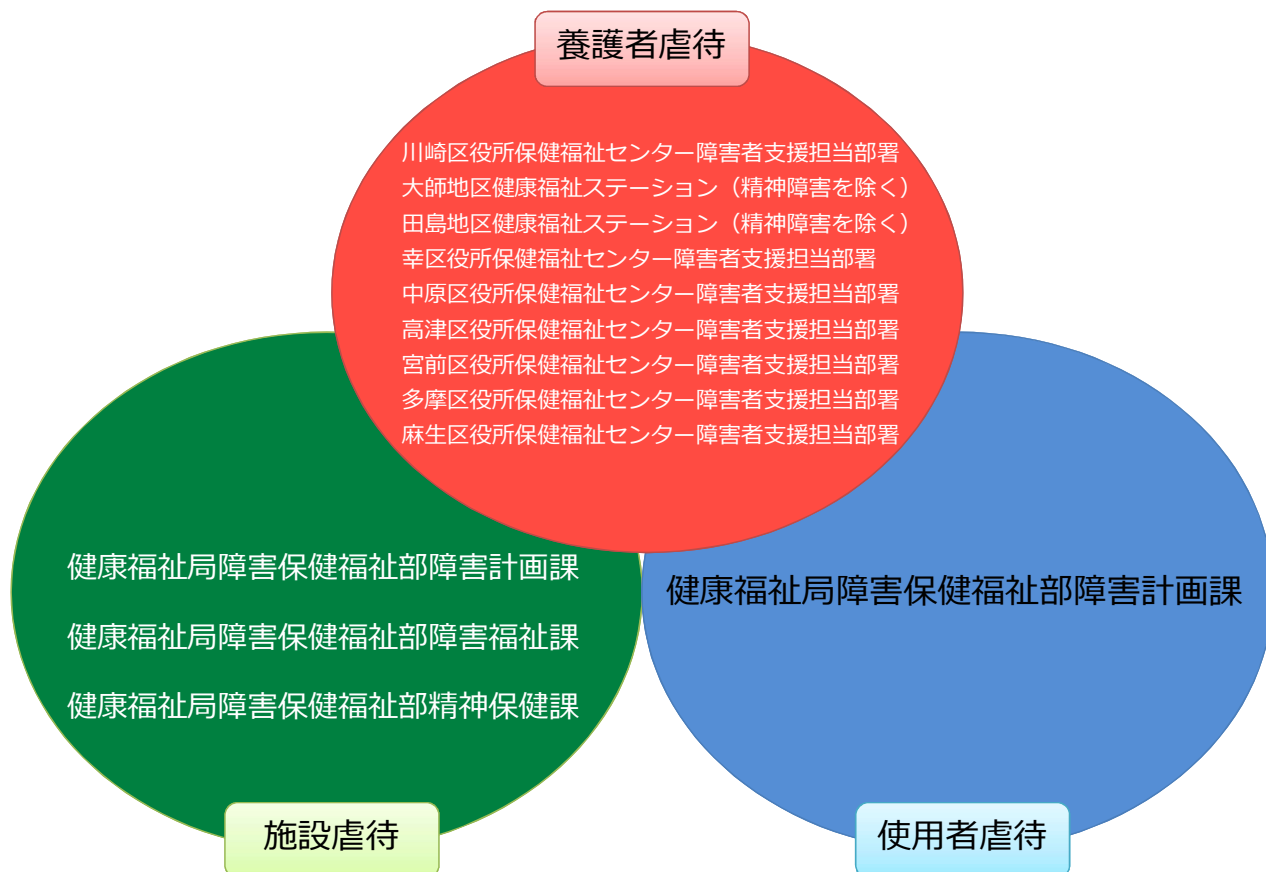 養護者虐待
川崎区役所保健福祉センター障害者支援担当部署
大師地区健康福祉ステーション（精神障害を除く）
田島地区健康福祉ステーション（精神障害を除く）
幸区役所保健福祉センター障害者支援担当部署
中原区役所保健福祉センター障害者支援担当部署
高津区役所保健福祉センター障害者支援担当部署
宮前区役所保健福祉センター障害者支援担当部署
多摩区役所保健福祉センター障害者支援担当部署
麻生区役所保健福祉センター障害者支援担当部署
健康福祉局障害保健福祉部障害計画課
健康福祉局障害保健福祉部障害福祉課
健康福祉局障害保健福祉部精神保健課
施設虐待
健康福祉局障害保健福祉部障害計画課
使用者虐待